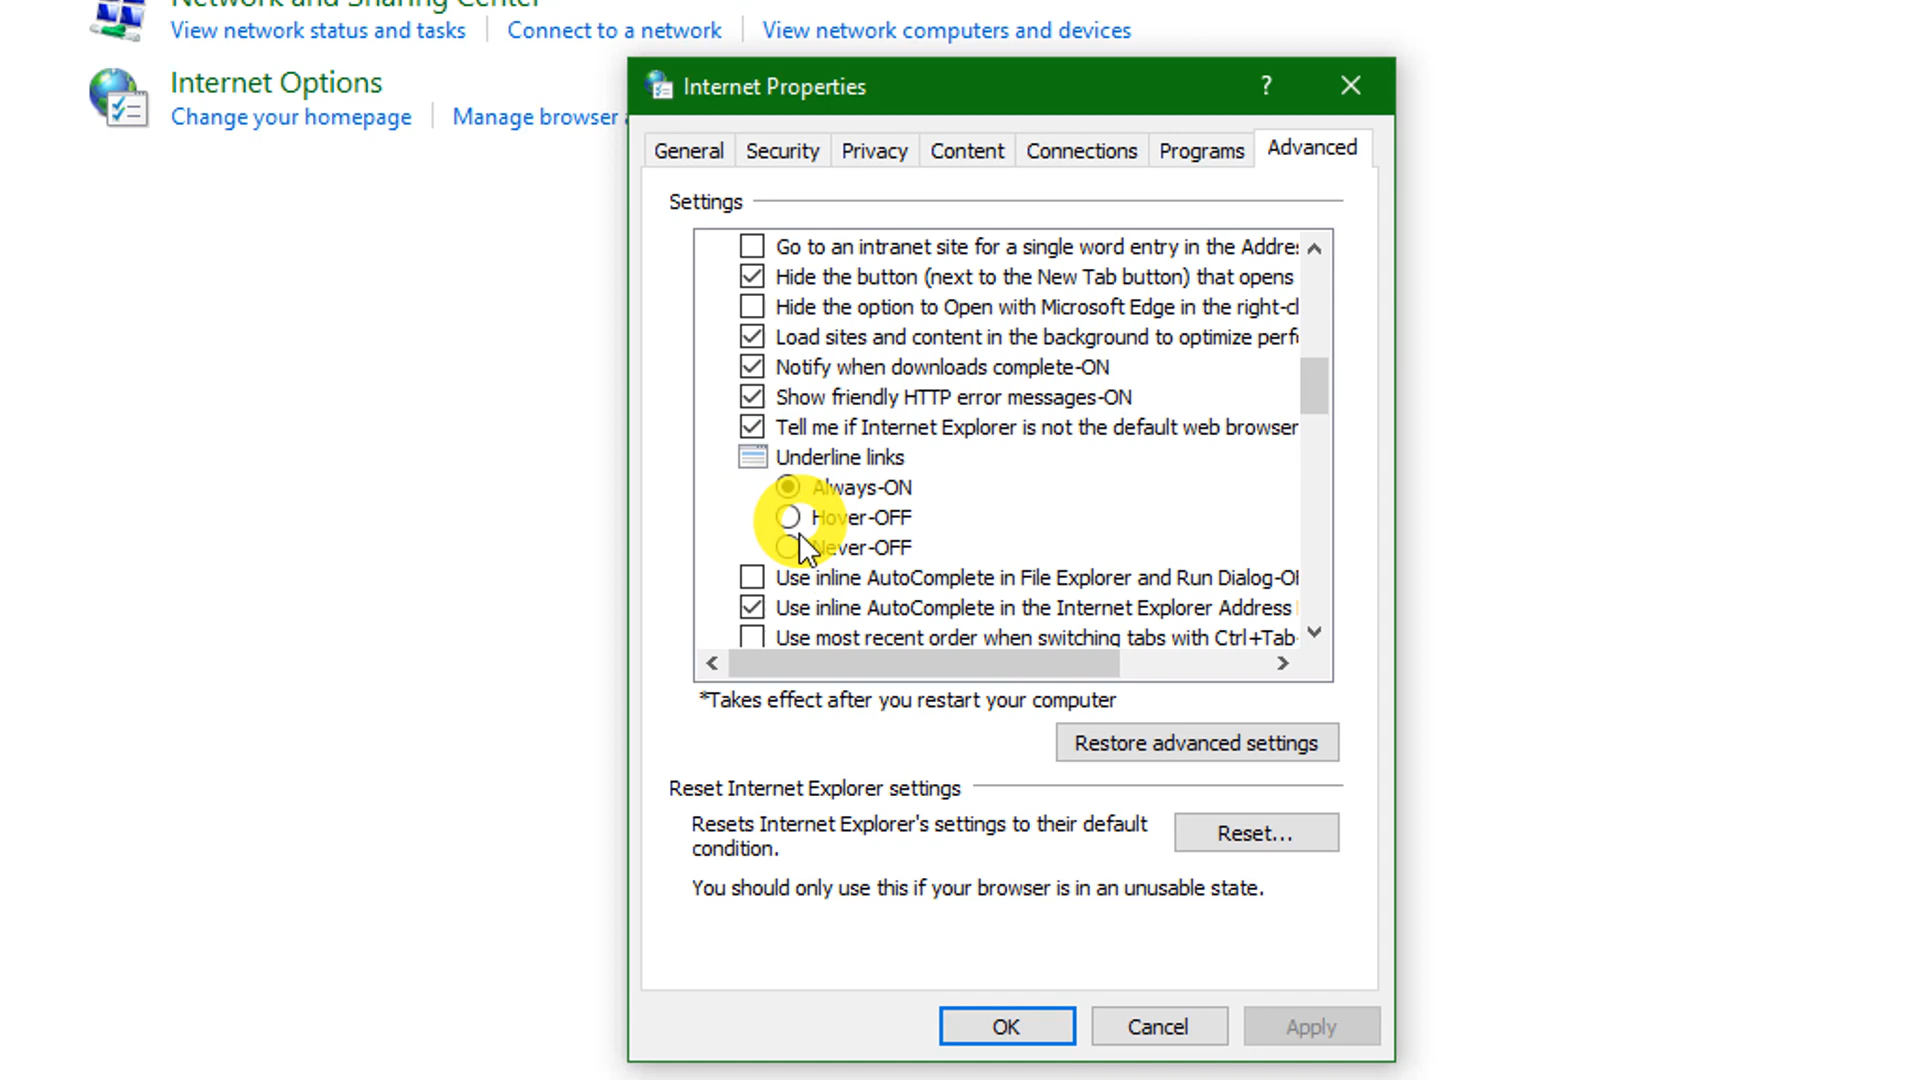 Network and Sharing Center
View network status and tasks
Connect to a network
View network computers and devices
Internet Options
Change your homepage
Manage browser
Internet Properties
?
General
Security
Privacy
Content
Connections
Programs
Advanced
Settings
Go to an intranet site for a single word entry in the Addres
Hide the button (next to the New Tab button) that opens
Hide the option to Open with Microsoft Edge in the right-cl
Load sites and content in the background to optimize perf
Notify when downloads complete-ON
Show friendly HTTP error messages-ON
Tell me if Internet Explorer is not the default web browser
Underline links
Always-ON
Hover-OFF
Never-OFF
Use inline AutoComplete in File Explorer and Run Dialog-OF
Use inline AutoComplete in the Internet Explorer Address
Use most recent order when switching tabs with Ctrl+Tab-
*Takes effect after you restart your computer
Restore advanced settings
Reset Internet Explorer settings
Resets Internet Explorer's settings to their default
condition.
Reset...
You should only use this if your browser is in an unusable state.
OK
Cancel
Apply